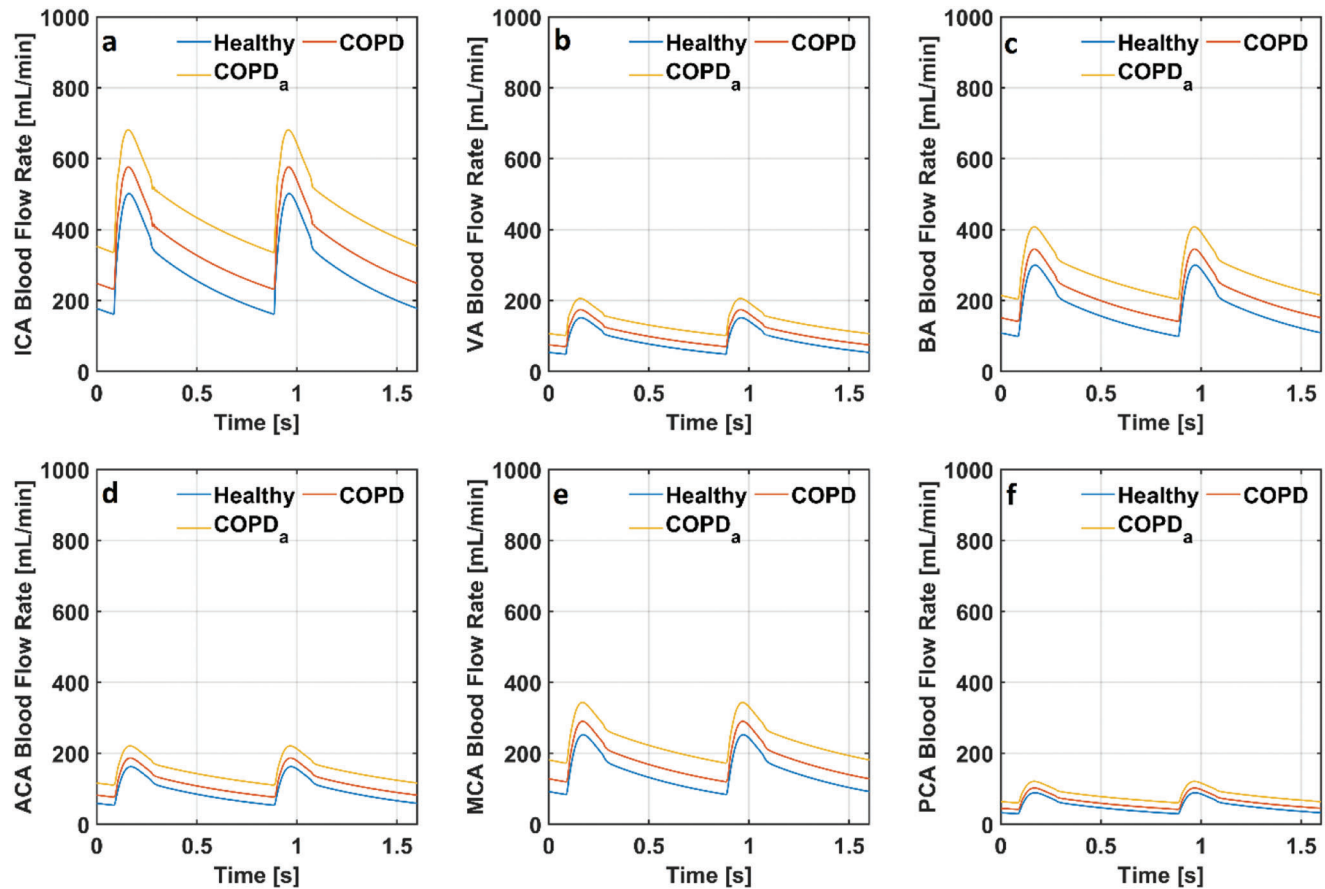 a
Healthy COPD
COPDa
ICA Blood Flow Rate [mL/min]
1000
800
600
400
200
0
0 0.5 1 1.5
Time [s]
b
Healthy COPD
COPDa
VA Blood Flow Rate [mL/min]
1000
800
600
400
200
0
0 0.5 1 1.5
Time [s]
c
Healthy COPD
COPDa
BA Blood Flow Rate [mL/min]
1000
800
600
400
200
0
0 0.5 1 1.5
Time [s]
d
Healthy COPD
COPDa
ACA Blood Flow Rate [mL/min]
1000
800
600
400
200
0
0 0.5 1 1.5
Time [s]
e
Healthy COPD
COPDa
MCA Blood Flow Rate [mL/min]
1000
800
600
400
200
0
0 0.5 1 1.5
Time [s]
f
Healthy COPD
COPDa
PCA Blood Flow Rate [mL/min]
1000
800
600
400
200
0
0 0.5 1 1.5
Time [s]